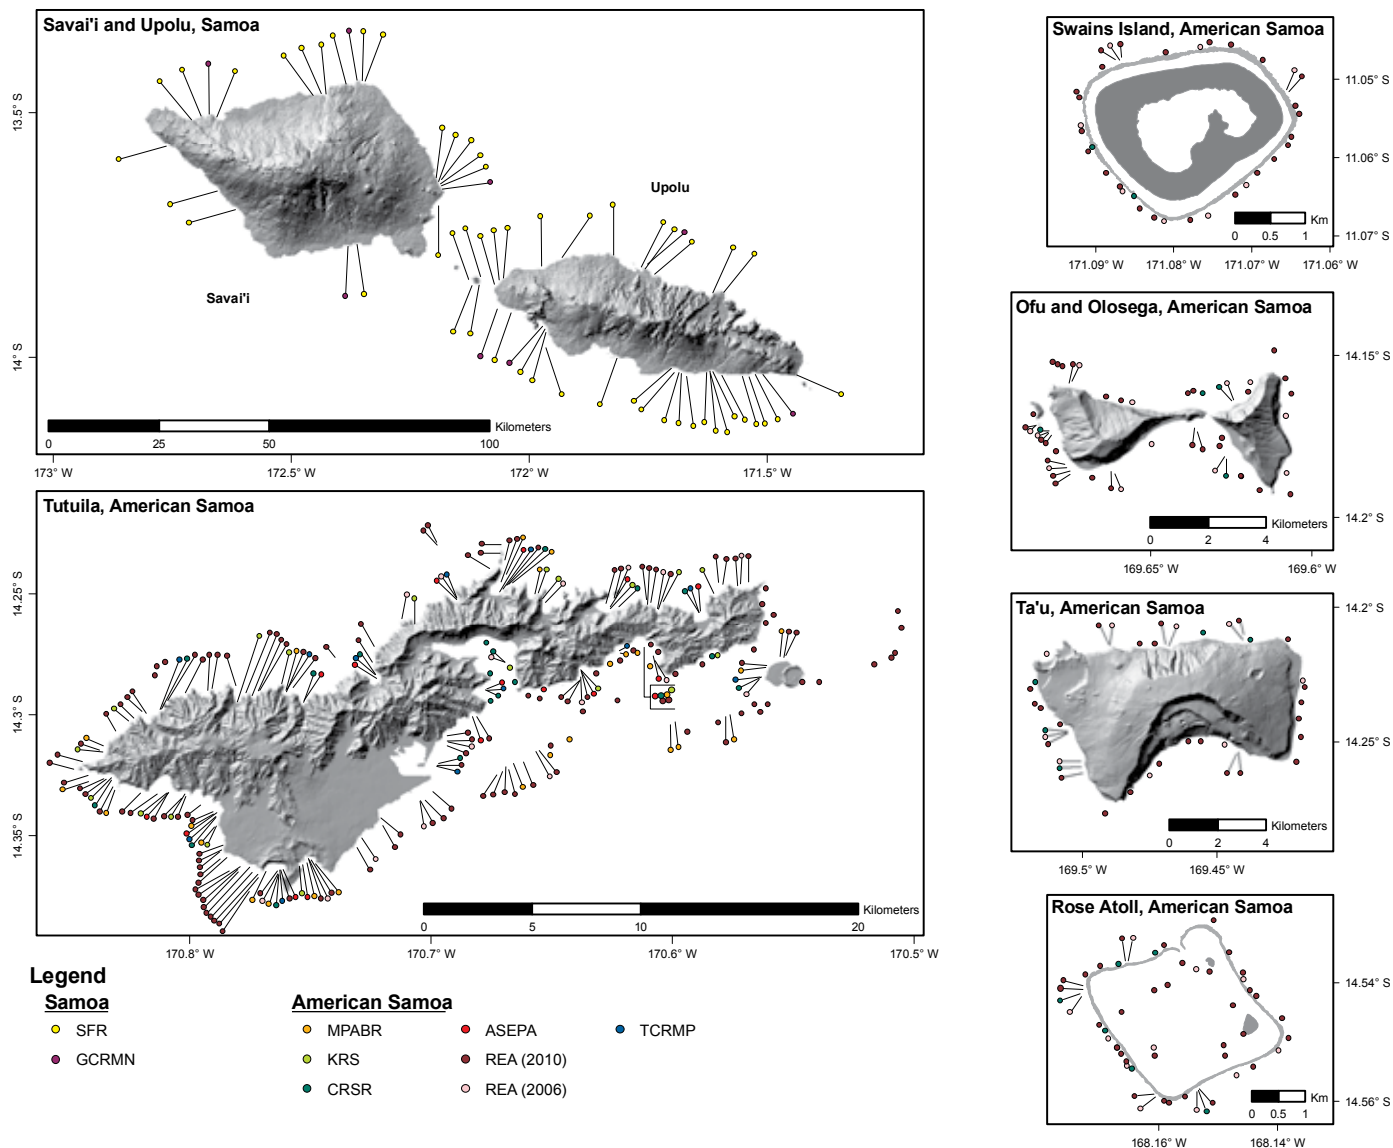 Savai'i and Upolu, Samoa
13.5° S
14° S
Savai'i
Upolu
0 25 50 100 Kilometers
173° W 172.5° W 172° W 171.5° W
Tutuila, American Samoa
14.25° S
14.3° S
14.35° S
0 5 10 20 Kilometers
170.8° W 170.7° W 170.6° W 170.5° W
Swains Island, American Samoa
11.05° S
11.06° S
11.07° S
0 0.5 1 Km
171.09° W 171.08° W 171.07° W 171.06° W
Ofu and Olosega, American Samoa
14.15° S
14.2° S
0 2 4 Kilometers
169.65° W 169.6° W
Ta'u, American Samoa
14.2° S
14.25° S
0 2 4 Kilometers
169.5° W 169.45° W
Rose Atoll, American Samoa
14.54° S
14.56° S
0 0.5 1 Km
168.16° W 168.14° W
Legend
Samoa
SFR
GCRMN
American Samoa
MPABR
KRS
CRSR
ASEPA
REA (2010)
REA (2006)
TCRMP